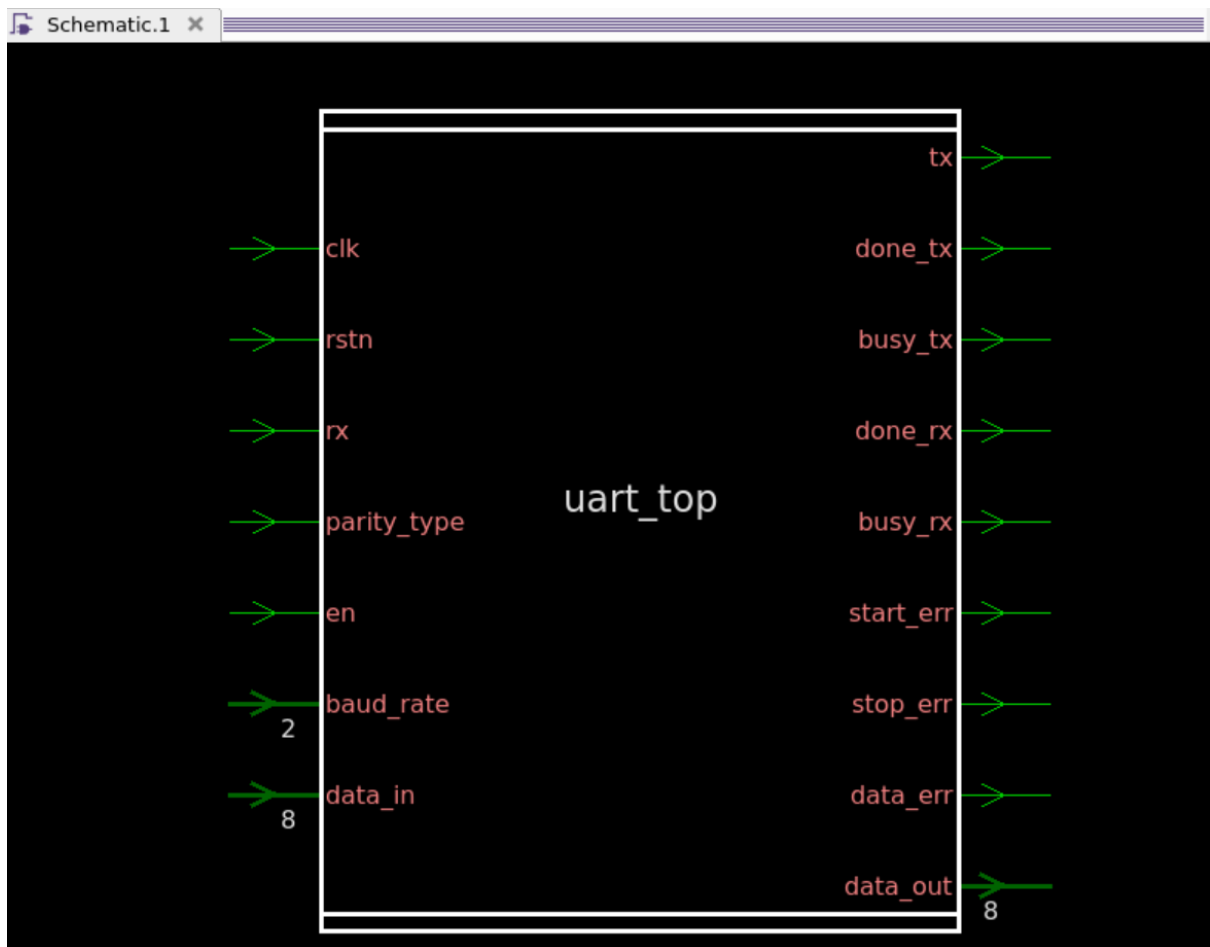 Schematic.1
tx
clk
done_tx
rstn
busy_tx
rx
done_rx
uart_top
parity_type
busy_rx
en
start_err
baud_rate
stop_err
2
data_in
data_err
8
data_out
8